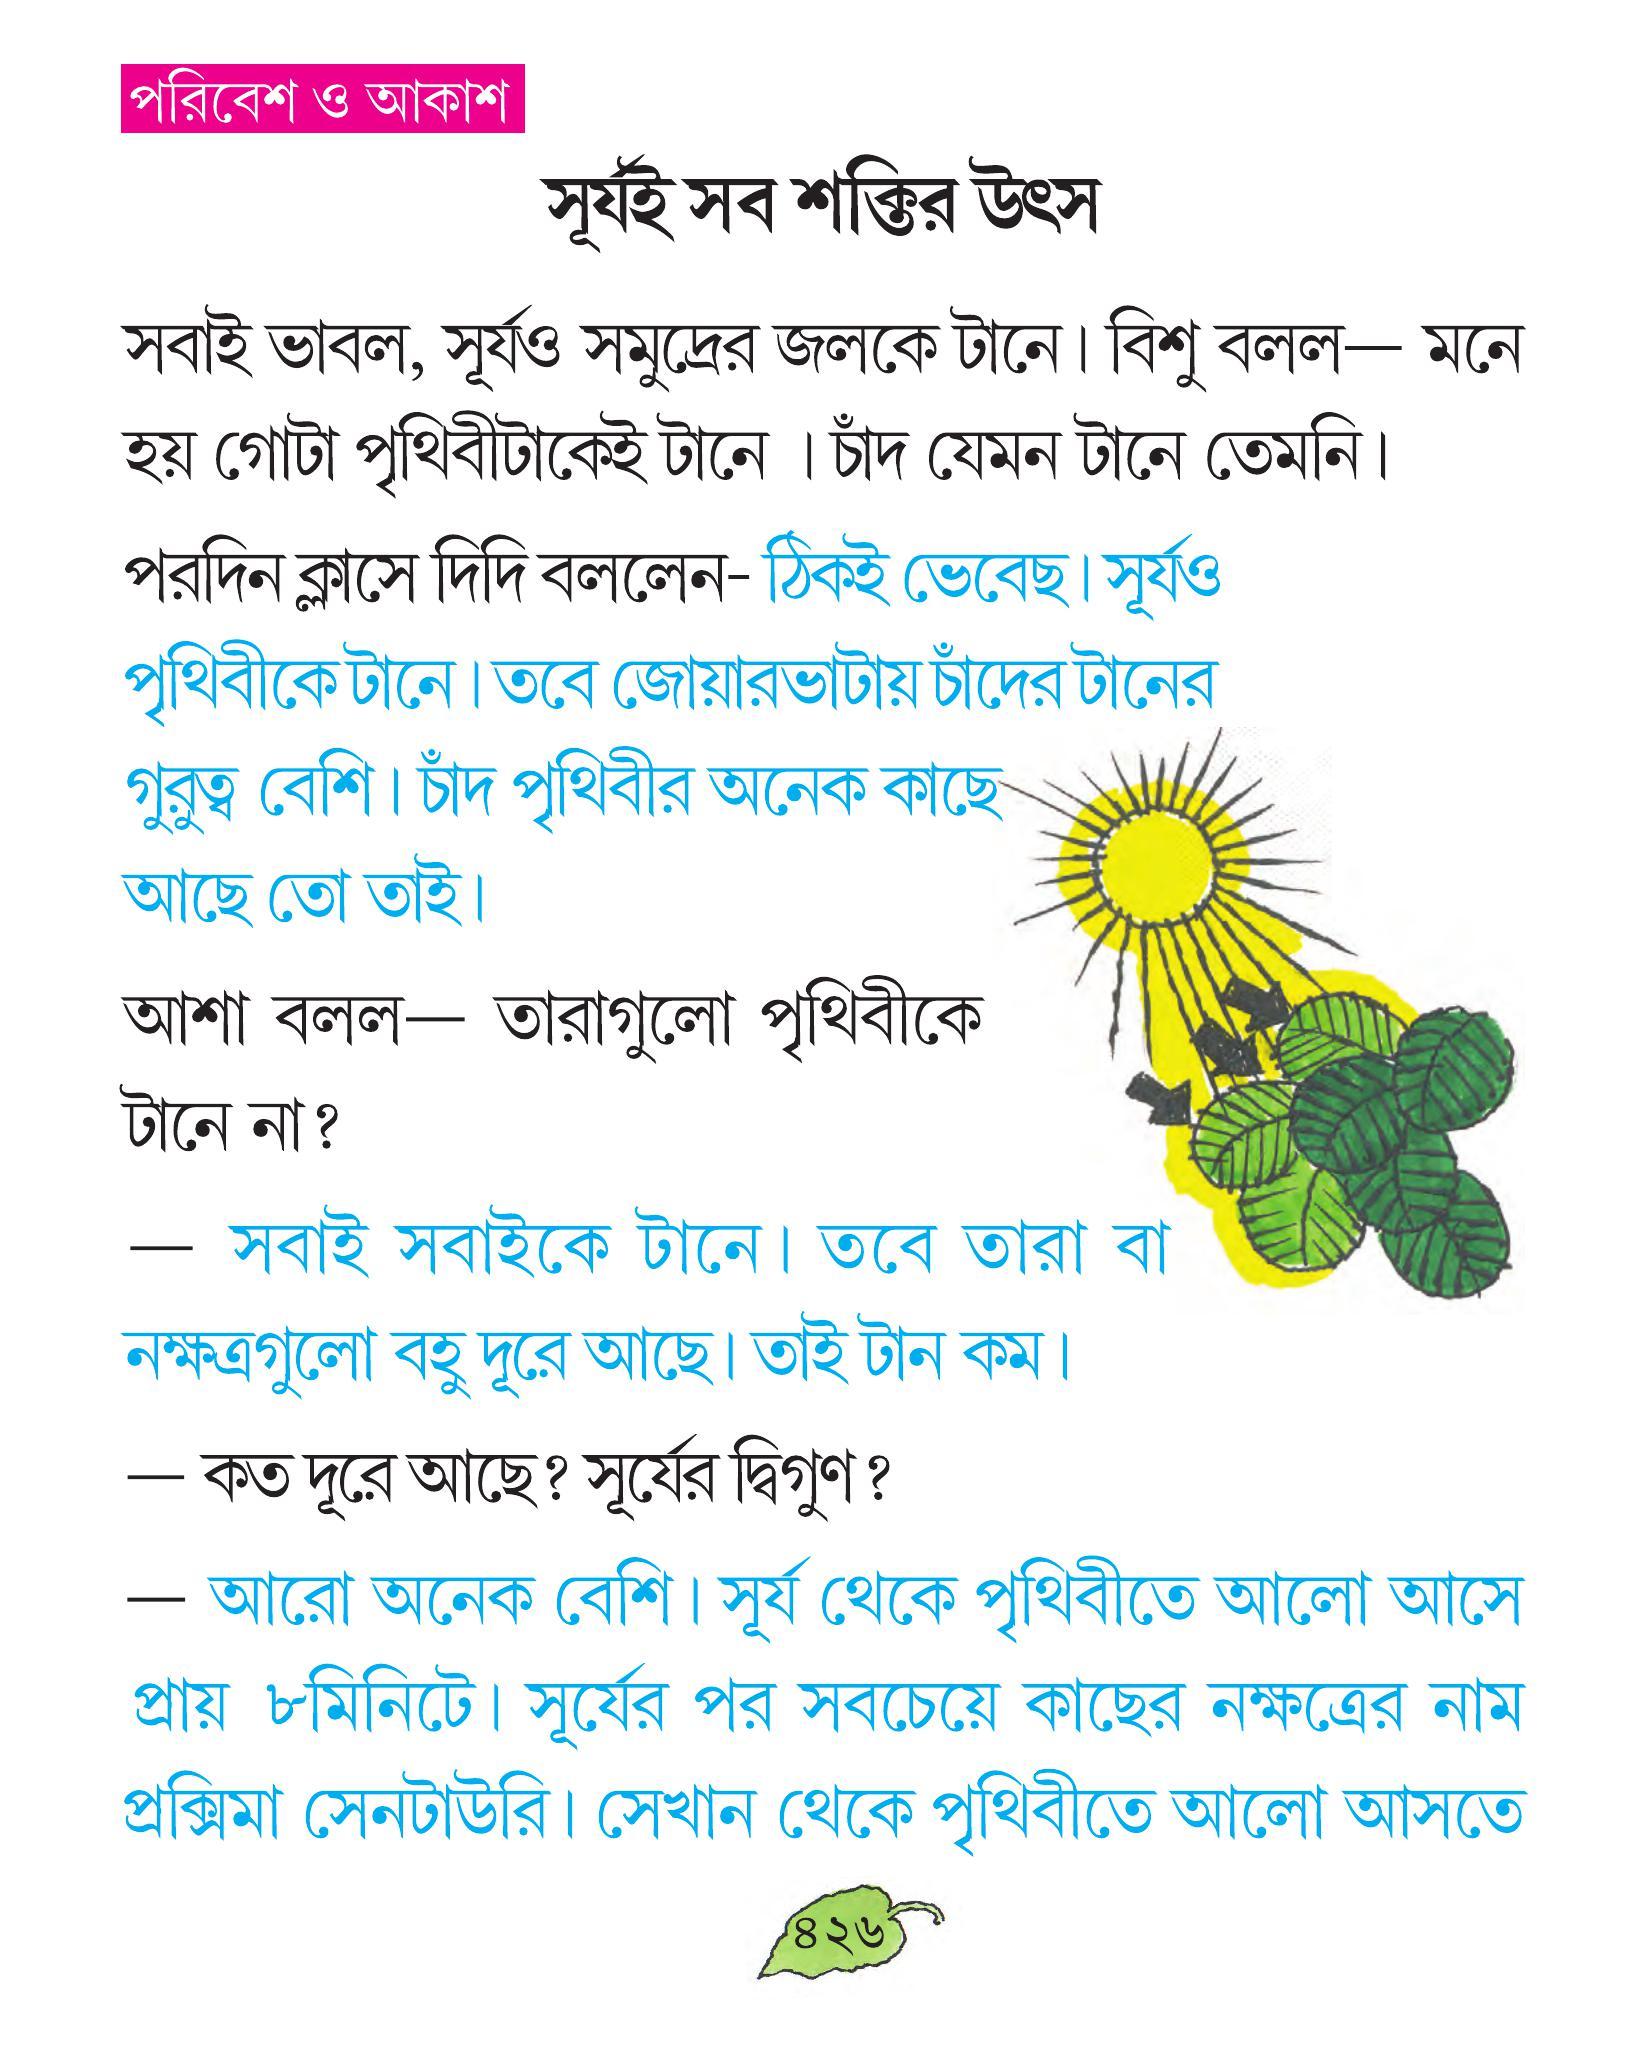 পরিবেশ ও আকাশ
সূর্যই সব শক্তির উৎস
সবাই ভাবল, সূর্যও সমুদ্রের জলকে টানে। বিশু বলল— মনে
হয় গোটা পৃথিবীটাকেই টানে । চাঁদ যেমন টানে তেমনি।
পরদিন ক্লাসে দিদি বললেন- ঠিকই ভেবেছ। সূর্যও
পৃথিবীকে টানে। তবে জোয়ারভাটায় চাঁদের টানের
গুরুত্ব বেশি। চাঁদ পৃথিবীর অনেক কাছে
আছে তো তাই।
আশা বলল— তারাগুলো পৃথিবীকে
টানে না?
— সবাই সবাইকে টানে। তবে তারা বা
নক্ষত্রগুলো বহু দূরে আছে। তাই টান কম।
— কত দূরে আছে? সূর্যের দ্বিগুণ?
— আরো অনেক বেশি। সূর্য থেকে পৃথিবীতে আলো আসে
প্রায় ৮মিনিটে। সূর্যের পর সবচেয়ে কাছের নক্ষত্রের নাম
প্রক্সিমা সেনটাউরি। সেখান থেকে পৃথিবীতে আলো আসতে
৪২৬